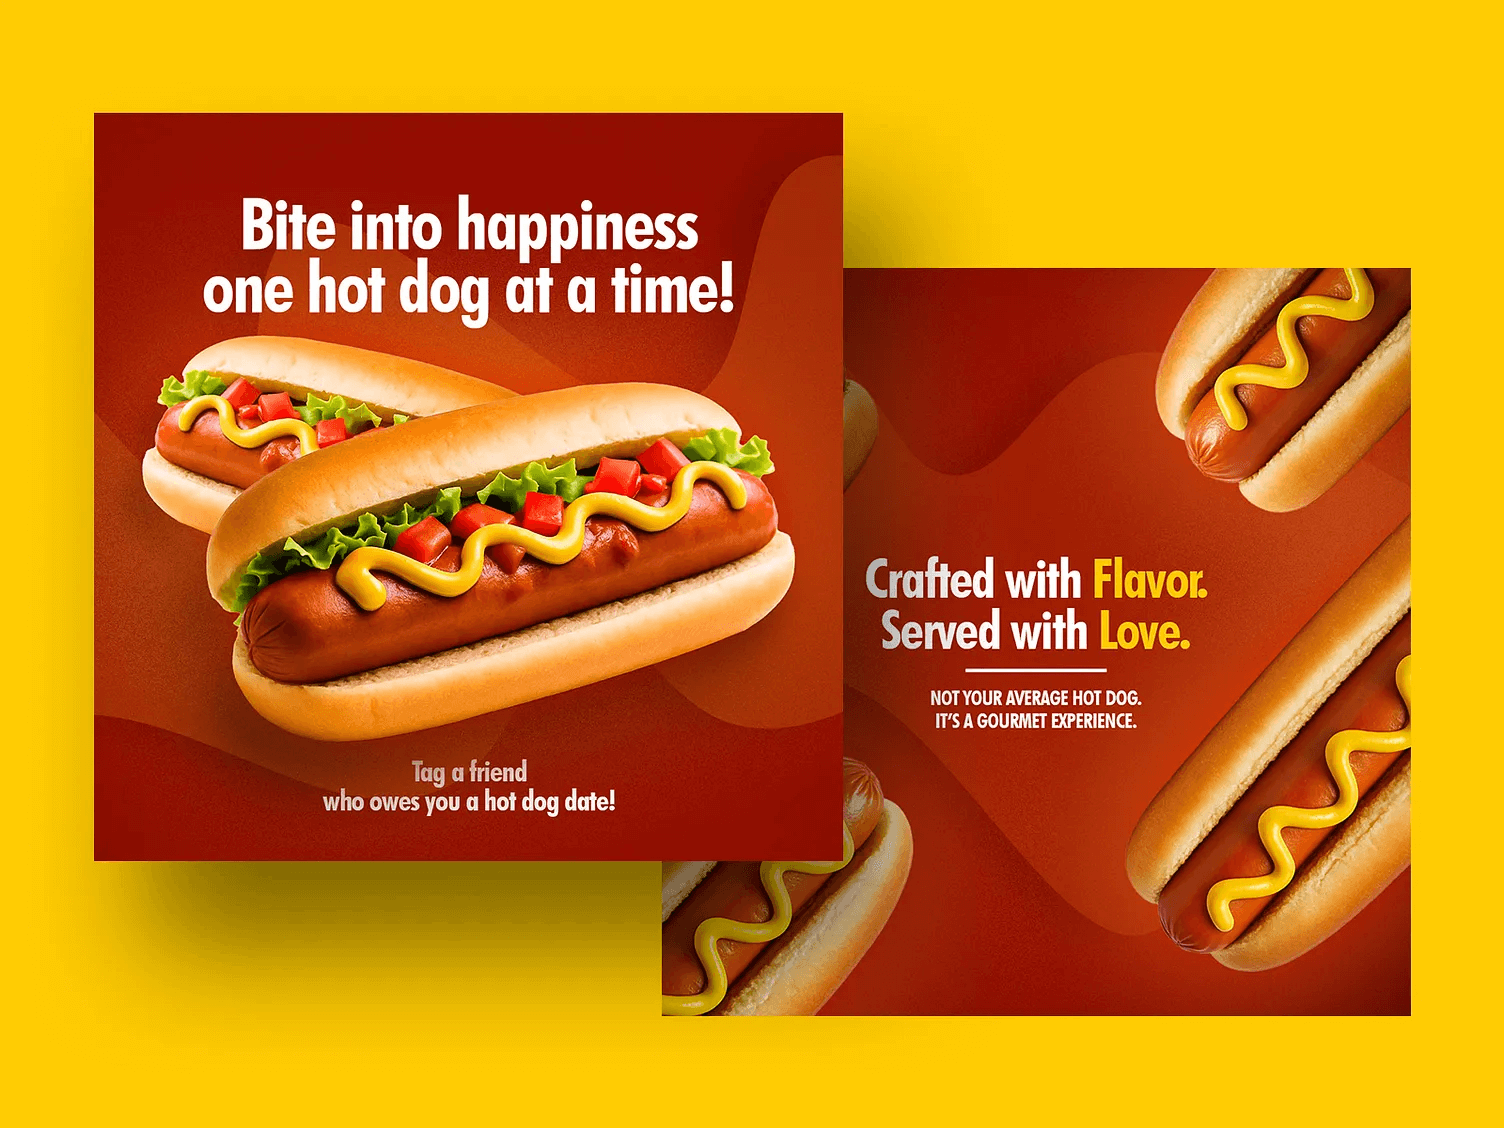 Bite into happiness
one hot dog at a time!
Tag a friend
who owes you a hot dog date!
Crafted with Flavor.
Served with Love.
NOT YOUR AVERAGE HOT DOG.
IT'S A GOURMET EXPERIENCE.